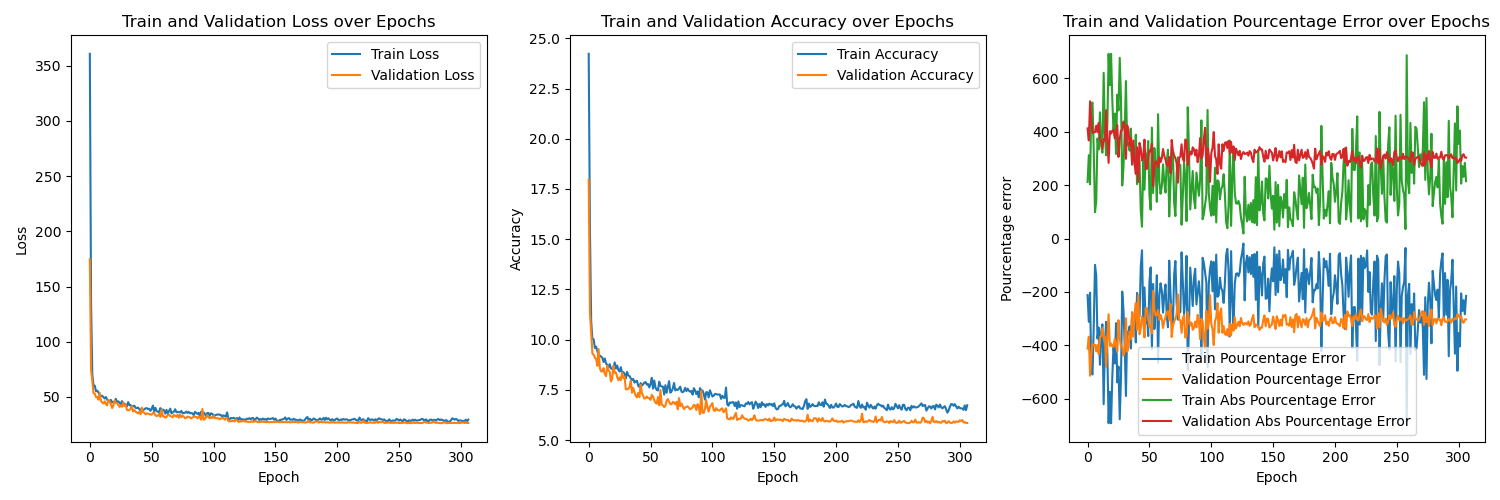 Train and Validation Loss over Epochs
Loss
350
300
250
200
150
100
50
0
50
100
150
200
250
300
Epoch
Train Loss
Validation Loss
Train and Validation Accuracy over Epochs
Accuracy
25.0
22.5
20.0
17.5
15.0
12.5
10.0
7.5
5.0
0
50
100
150
200
250
300
Epoch
Train Accuracy
Validation Accuracy
Train and Validation Pourcentage Error over Epochs
Pourcentage error
600
400
200
0
−200
−400
−600
0
50
100
150
200
250
300
Epoch
Train Pourcentage Error
Validation Pourcentage Error
Train Abs Pourcentage Error
Validation Abs Pourcentage Error